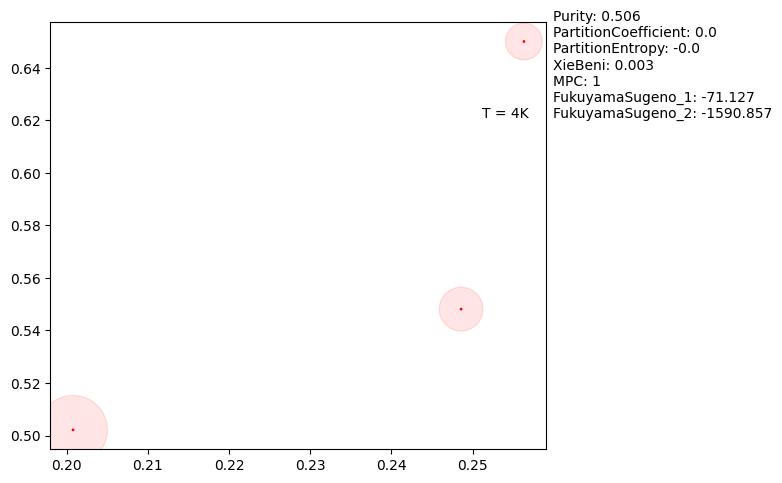 Purity: 0.506
PartitionCoefficient: 0.0
PartitionEntropy: -0.0
XieBeni: 0.003
MPC: 1
FukuyamaSugeno_1: -71.127
FukuyamaSugeno_2: -1590.857
T = 4K
0.64
0.62
0.60
0.58
0.56
0.54
0.52
0.50
0.20 0.21 0.22 0.23 0.24 0.25